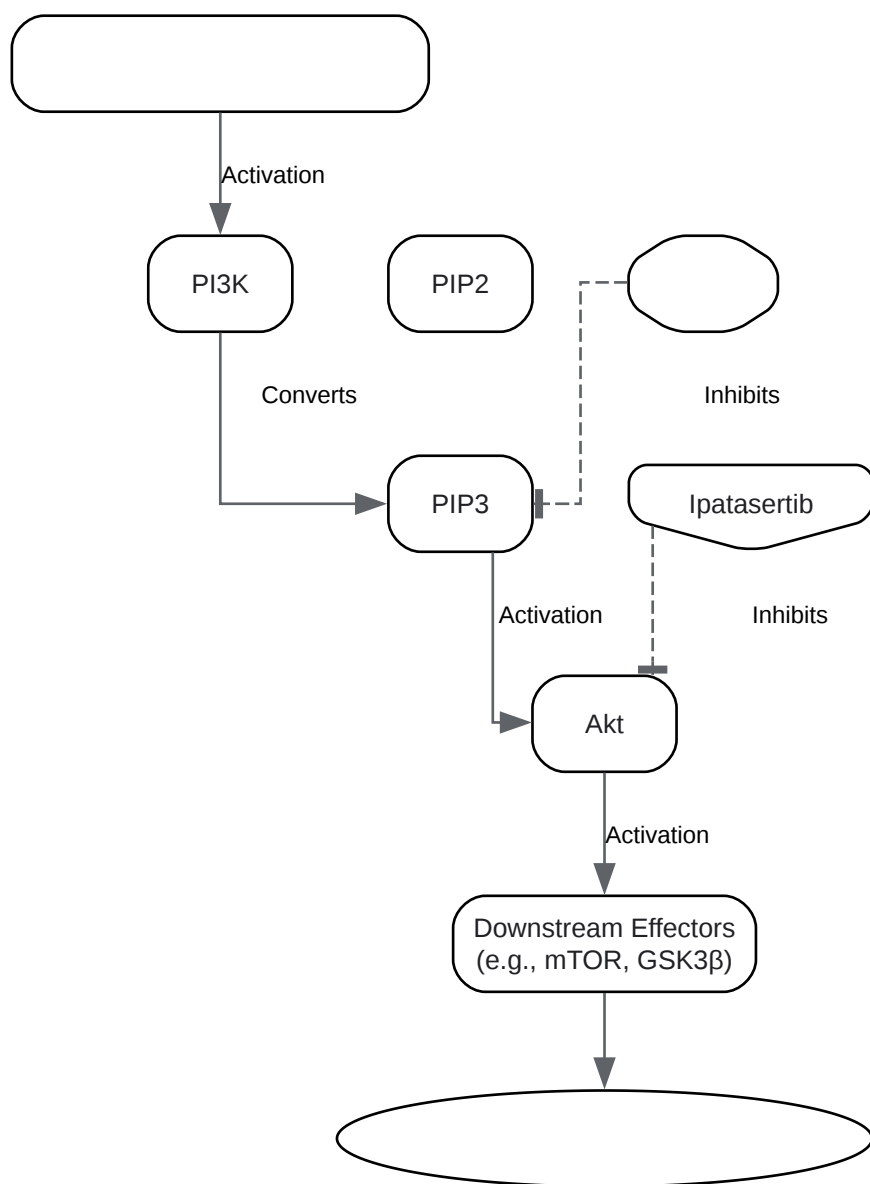 Activation
PI3K
PIP2
Converts
Inhibits
PIP3
Ipatasertib
Activation
Inhibits
Akt
Activation
Downstream Effectors
(e.g., mTOR, GSK3β)